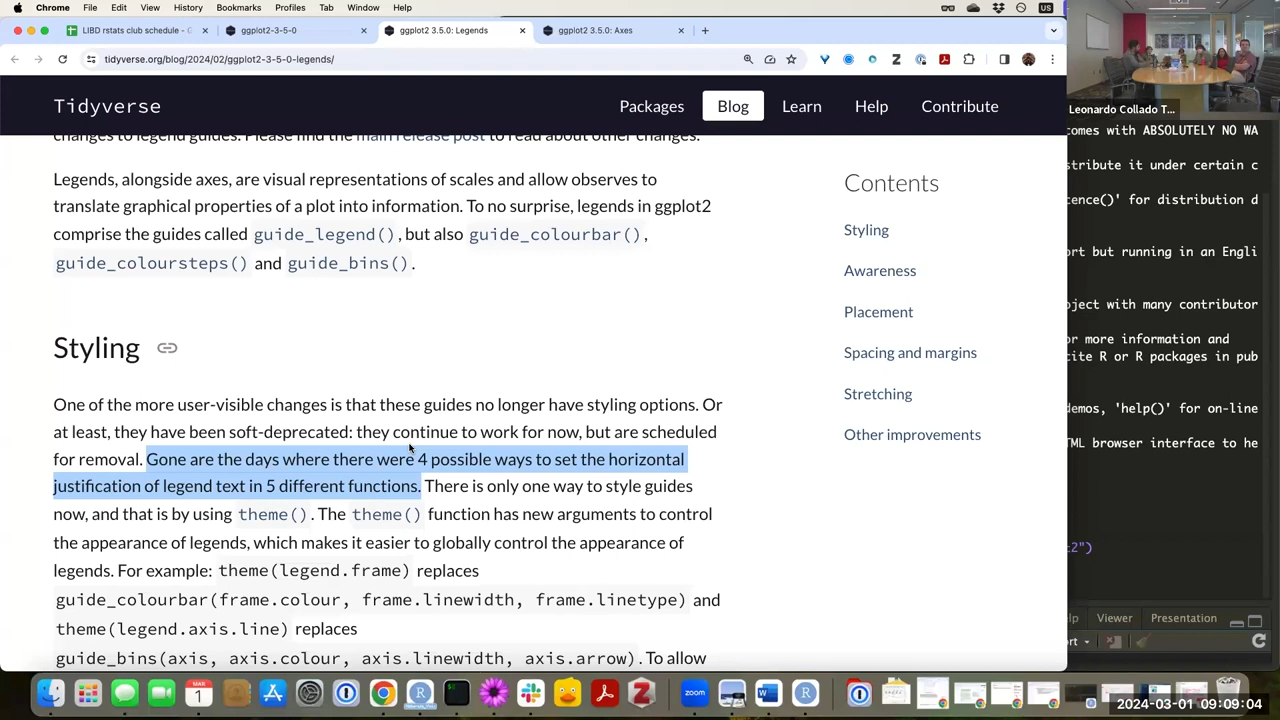 Chrome File Edit View History Bookmarks Profiles Tab Window Help
US
LIBD rstats club schedule - G
ggplot2-3-5-0
ggplot2 3.5.0: Legends
ggplot2 3.5.0: Axes
tidyverse.org/blog/2024/02/ggplot2-3-5-0-legends/
Tidyverse
Packages Blog Learn Help Contribute
changes to legend guides. Please find the main release post to read about other changes.
Legends, alongside axes, are visual representations of scales and allow observes to
translate graphical properties of a plot into information. To no surprise, legends in ggplot2
comprise the guides called guide_legend(), but also guide_colourbar(),
guide_coloursteps() and guide_bins().
Styling
One of the more user-visible changes is that these guides no longer have styling options. Or
at least, they have been soft-deprecated: they continue to work for now, but are scheduled
for removal. Gone are the days where there were 4 possible ways to set the horizontal
justification of legend text in 5 different functions. There is only one way to style guides
now, and that is by using theme(). The theme() function has new arguments to control
the appearance of legends, which makes it easier to globally control the appearance of
legends. For example: theme(legend.frame) replaces
guide_colourbar(frame.colour, frame.linewidth, frame.linetype) and
theme(legend.axis.line) replaces
guide_bins(axis, axis.colour, axis.linewidth, axis.arrow). To allow
Contents
Styling
Awareness
Placement
Spacing and margins
Stretching
Other improvements
Leonardo Collado T...
comes with ABSOLUTELY NO WA
stribute it under certain c
tence()' for distribution d
ort but running in an Engli
oject with many contributor
or more information and
cite R or R packages in pub
demos, 'help()' for on-line
TML browser interface to he
t2")
lp Viewer Presentation
ort
MAR
1
zoom
2024-03-01 09:09:04